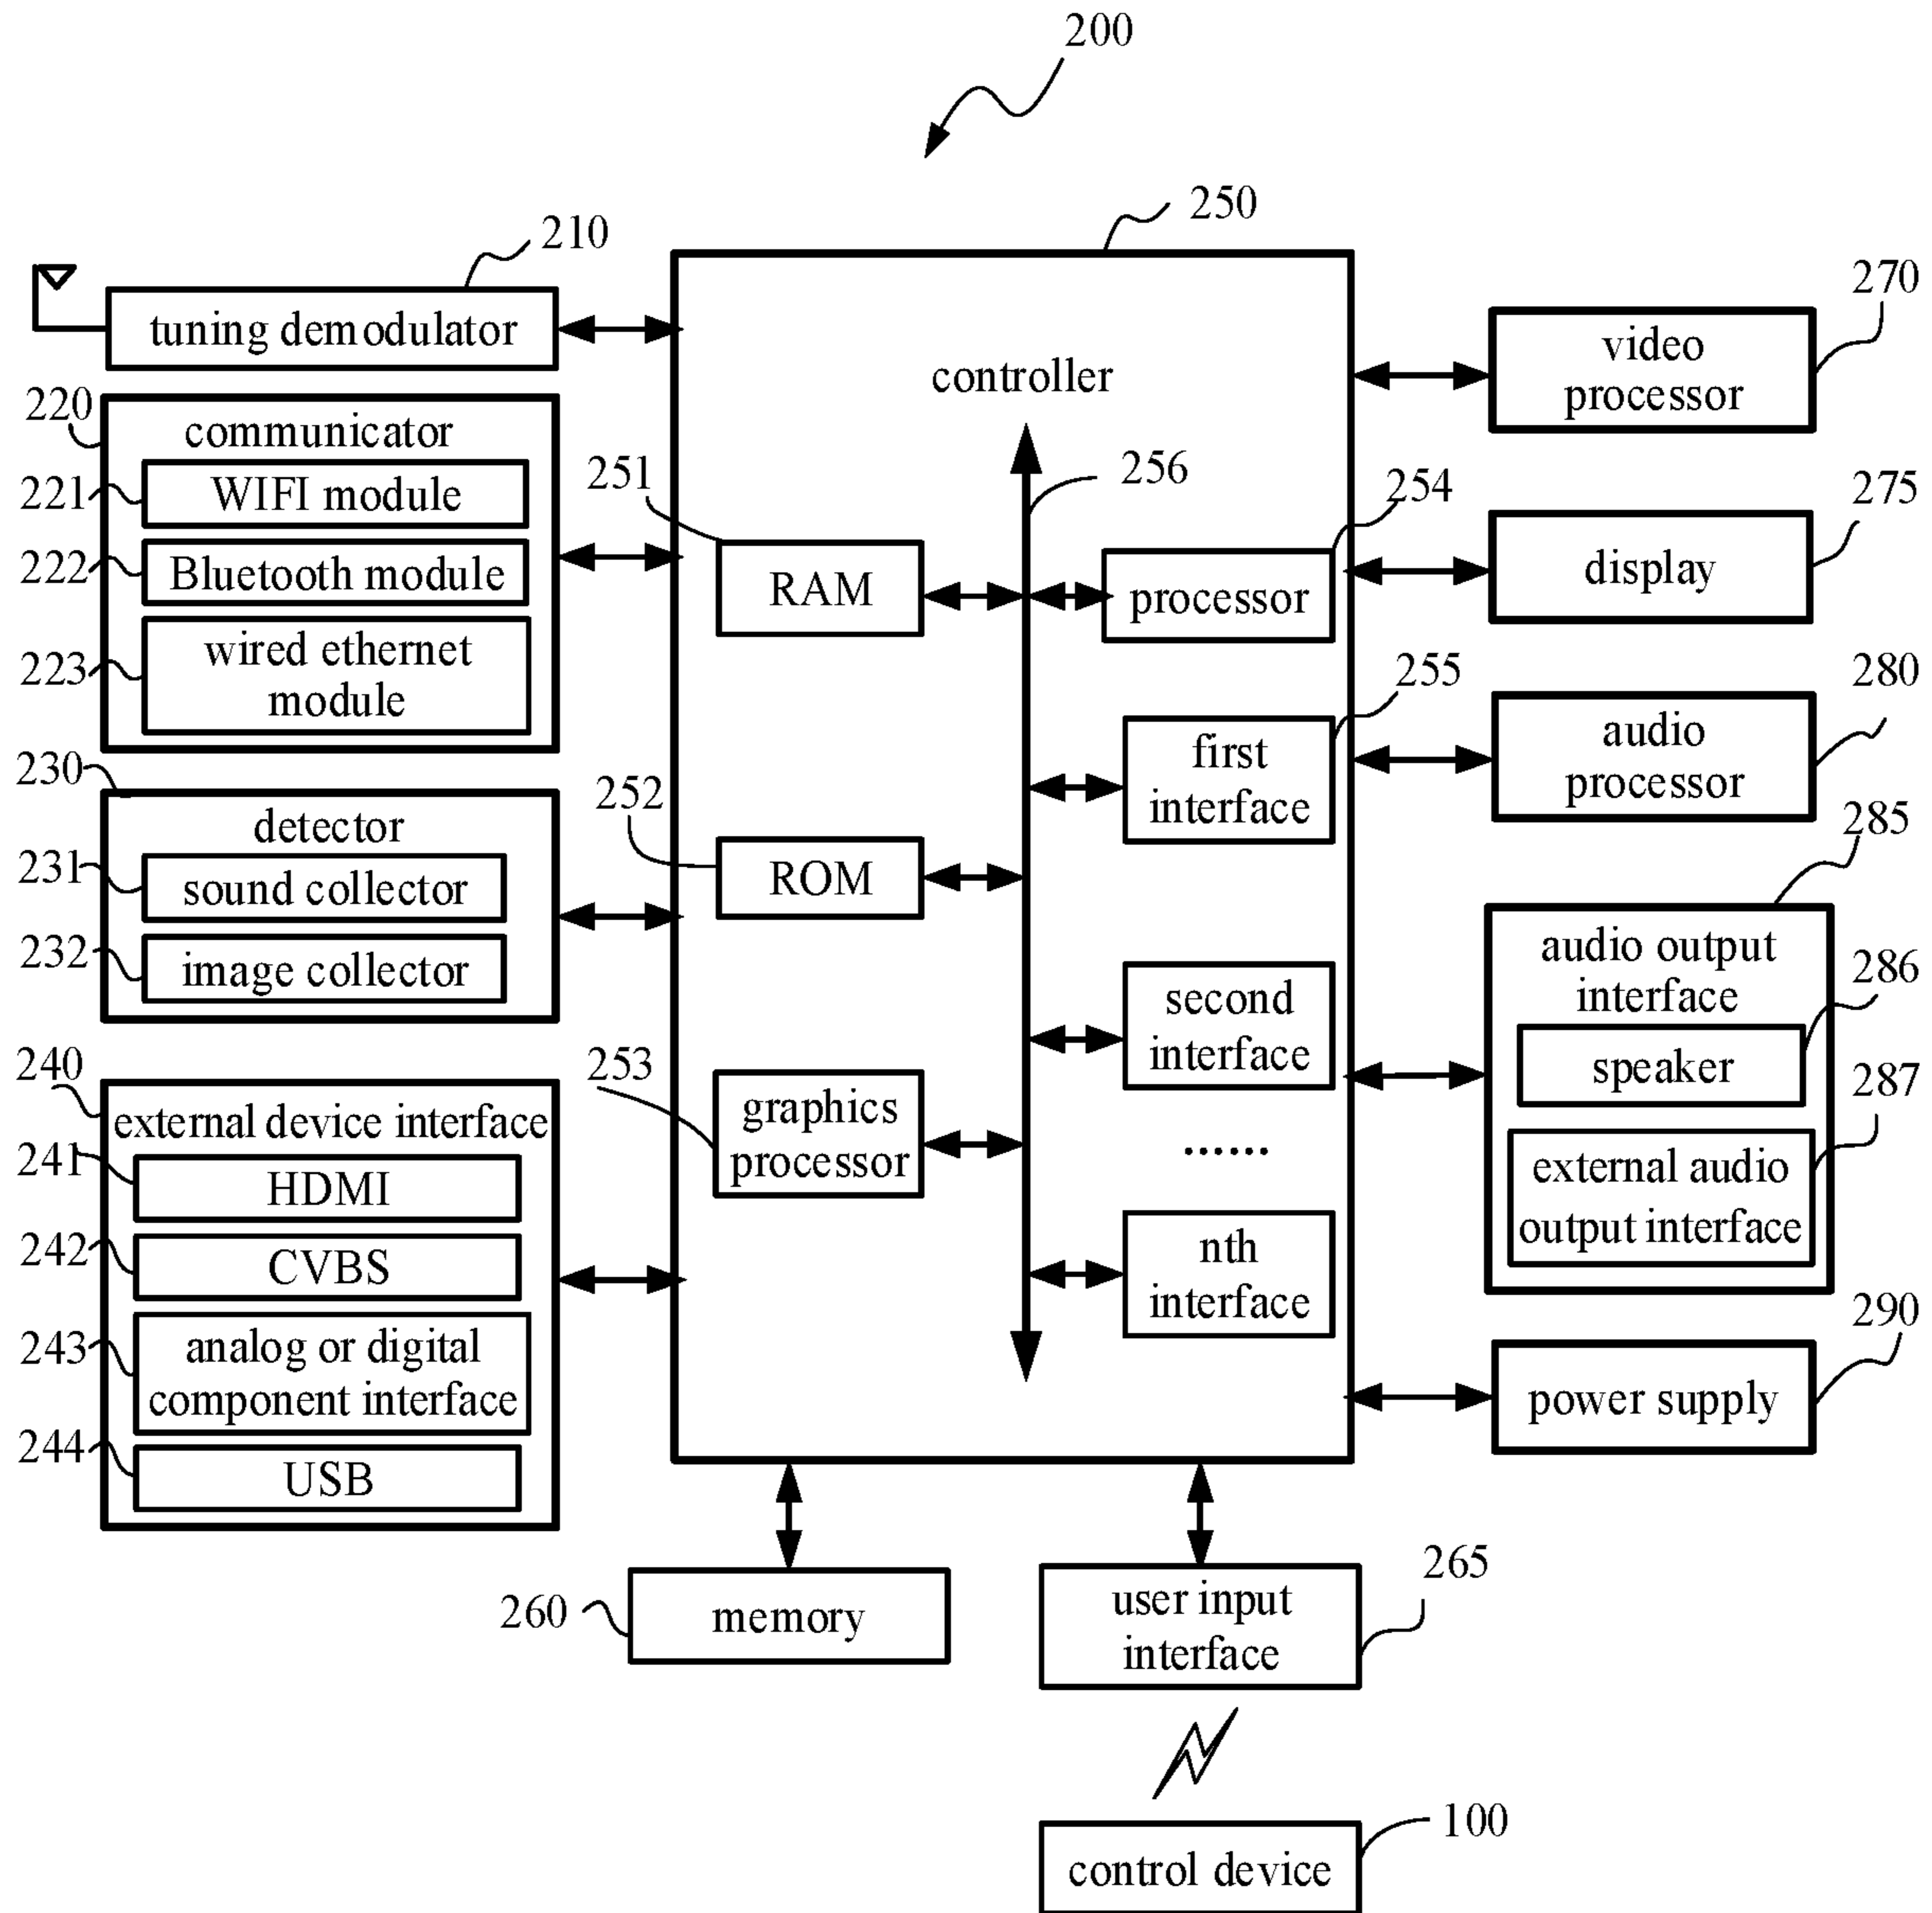 200
250
210
tuning demodulator
220
communicator
221
WIFI module
222
Bluetooth module
223
wired ethernet
module
230
detector
231
sound collector
232
image collector
240
external device interface
241
HDMI
242
CVBS
243
analog or digital
component interface
244
USB
controller
256
251
RAM
254
processor
255
first
interface
252
ROM
second
interface
253
graphics
processor
......
nth
interface
270
video
processor
275
display
280
audio
processor
285
audio output
interface
286
speaker
287
external audio
output interface
290
power supply
260
memory
265
user input
interface
100
control device